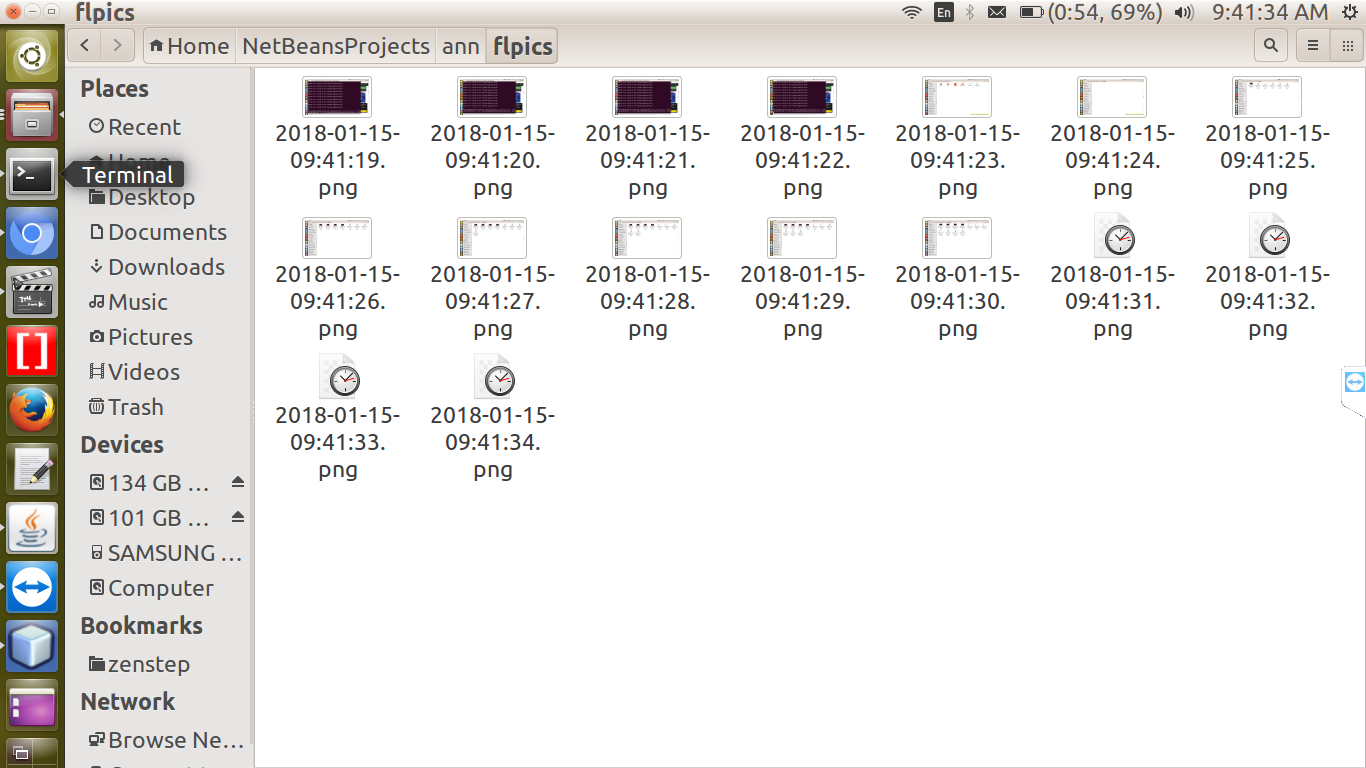 flpics
En
(0:54, 69%)
9:41:34 AM
Home NetBeansProjects ann flpics
Places
Recent
Home
Terminal
Desktop
Documents
Downloads
Music
Pictures
Videos
Trash
Devices
134 GB ...
101 GB ...
SAMSUNG ...
Computer
Bookmarks
zenstep
Network
Browse Ne...
2018-01-15-
09:41:19.
png
2018-01-15-
09:41:20.
png
2018-01-15-
09:41:21.
png
2018-01-15-
09:41:22.
png
2018-01-15-
09:41:23.
png
2018-01-15-
09:41:24.
png
2018-01-15-
09:41:25.
png
2018-01-15-
09:41:26.
png
2018-01-15-
09:41:27.
png
2018-01-15-
09:41:28.
png
2018-01-15-
09:41:29.
png
2018-01-15-
09:41:30.
png
2018-01-15-
09:41:31.
png
2018-01-15-
09:41:32.
png
2018-01-15-
09:41:33.
png
2018-01-15-
09:41:34.
png